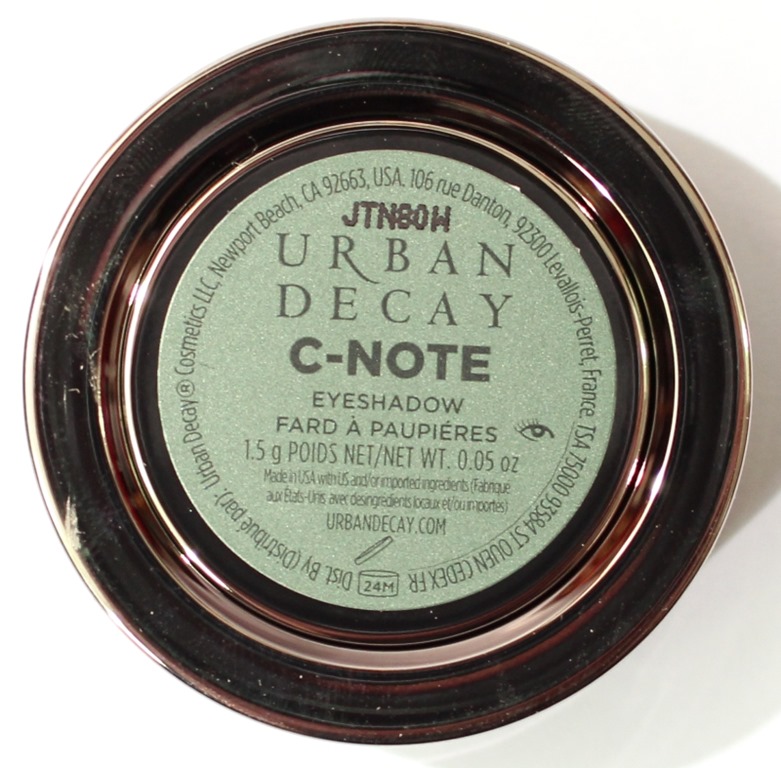 JTN80W
URBAN
DECAY
C-NOTE
EYESHADOW
FARD À PAUPIÉRES
1.5 g POIDS NET/NET WT. 0.05 oz
Made in USA with US and/or imported ingredients (Fabriqué
aux États-Unis avec des ingrédients locaux et/ou importés)
URBANDECAY.COM
24M
Dist. By (Distribué par). Urban Decay® Cosmetics LLC, Newport Beach, CA 92663, USA. 106 rue Danton, 92300 Levallois-Perret, France. TSA 75000 93584 ST OUEN CEDEX FR